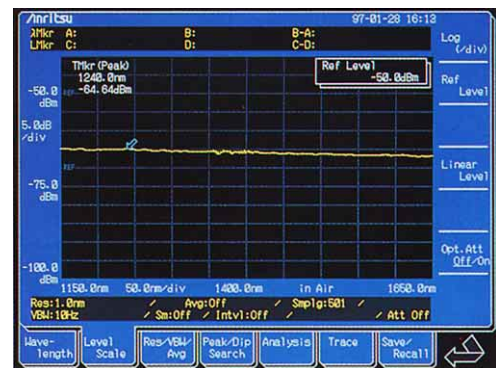 Anritsu 97-01-28 16:13
λMkr A: B: B-A:
LMkr C: D: C-D:
Log
(/div)
TMkr(Peak)
1240.0nm
-64.64dBm
Ref Level
-50.0dBm
Ref
Level
-50.0
dBm
REF
5.0dB
/div
REF
Linear
Level
-75.0
dBm
Opt.Att
Off/On
-100.0
dBm
1150.0nm 50.0nm/div 1400.0nm in Air 1650.0nm
Res:1.0nm / Avg:Off / Smplg:501 /
VBW:10Hz / Sm:Off / Intvl:Off / / Att Off
Wave-
length
Level
Scale
Res/VBW/
Avg
Peak/Dip
Search
Analysis
Trace
Save/
Recall